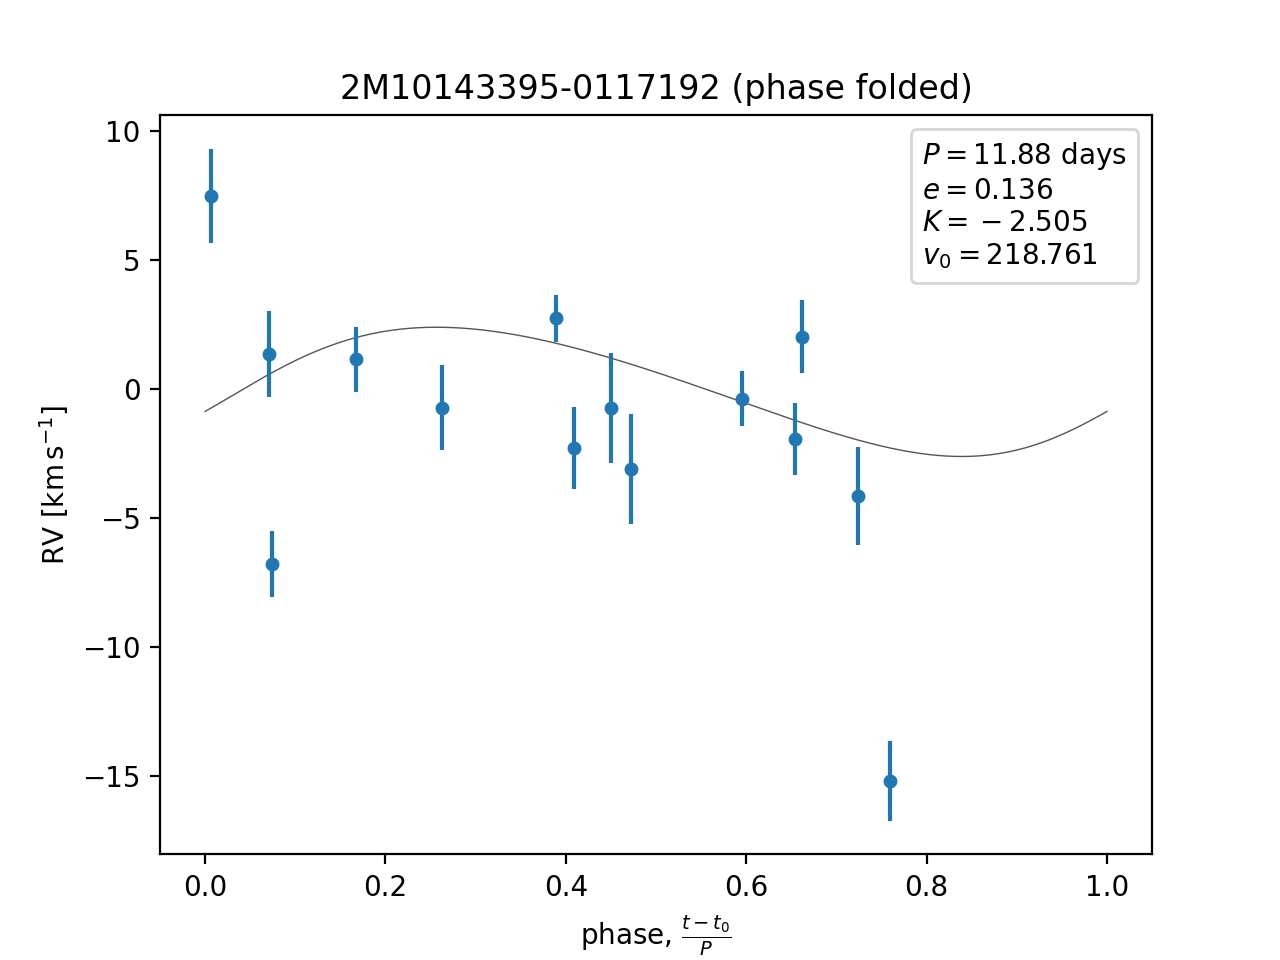 2M10143395-0117192 (phase folded)
P = 11.88 days
e = 0.136
K = −2.505
v₀ = 218.761
10
5
0
−5
−10
−15
RV [km s⁻¹]
0.0 0.2 0.4 0.6 0.8 1.0
phase, (t − t₀)/P